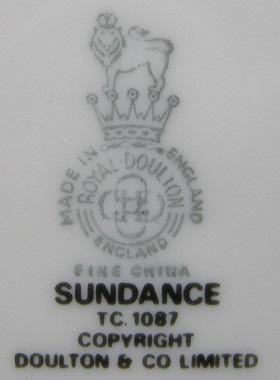 MADE IN ENGLAND
ROYAL DOULTON
ENGLAND
FINE CHINA
SUNDANCE
TC. 1087
COPYRIGHT
DOULTON & CO LIMITED